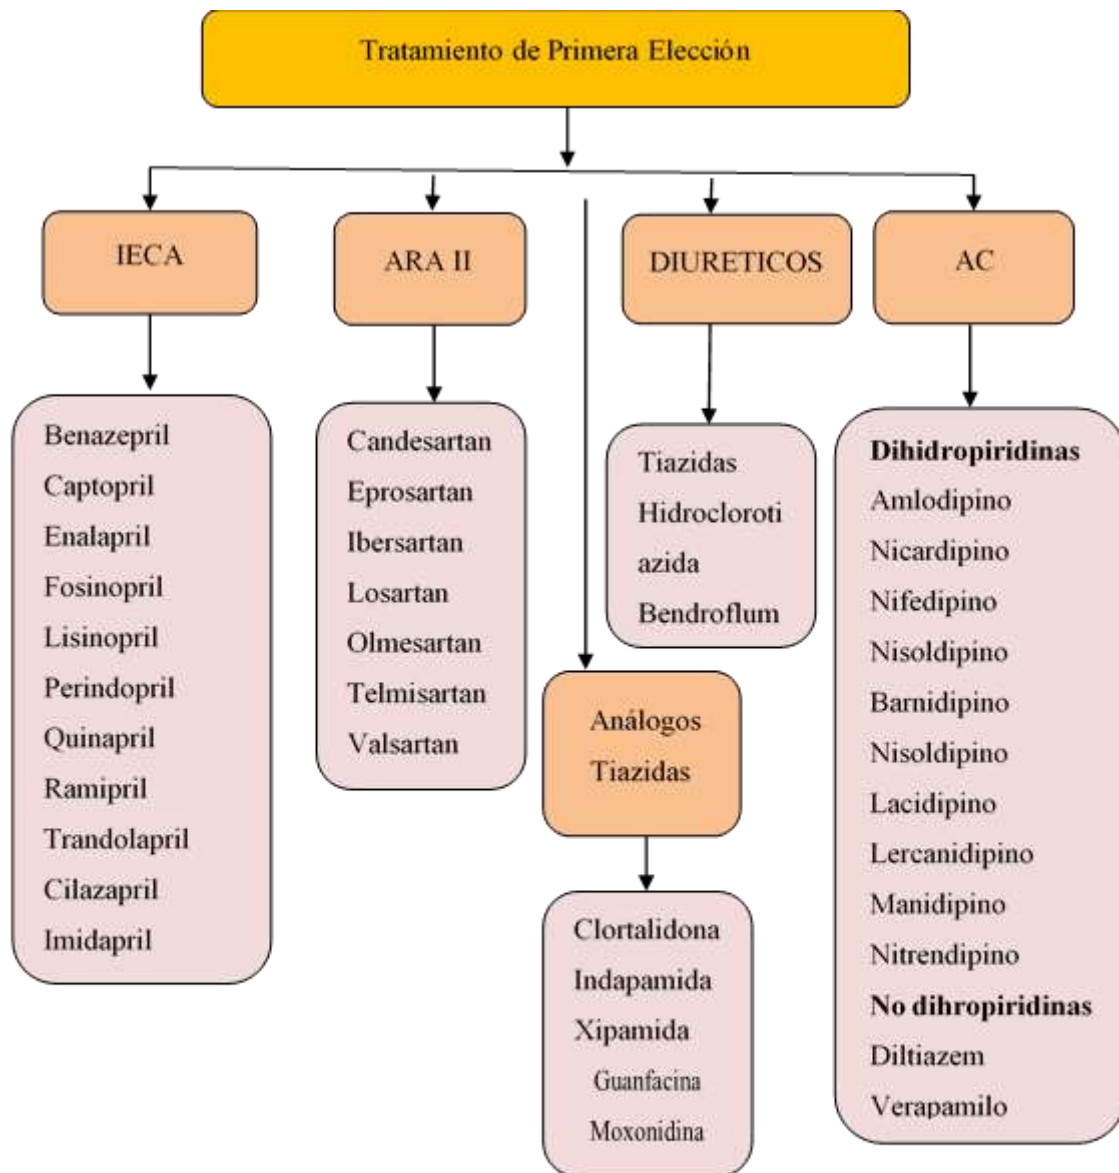 Tratamiento de Primera Elección
IECA
ARA II
DIURETICOS
AC
Benazepril
Captopril
Enalapril
Fosinopril
Lisinopril
Perindopril
Quinapril
Ramipril
Trandolapril
Cilazapril
Imidapril
Candesartan
Eprosartan
Ibersartan
Losartan
Olmesartan
Telmisartan
Valsartan
Tiazidas
Hidrocloroti
azida
Bendroflum
Análogos
Tiazidas
Clortalidona
Indapamida
Xipamida
Guanfacina
Moxonidina
Dihidropiridinas
Amlodipino
Nicardipino
Nifedipino
Nisoldipino
Barnidipino
Nisoldipino
Lacidipino
Lercanidipino
Manidipino
Nitrendipino
No dihropiridinas
Diltiazem
Verapamilo